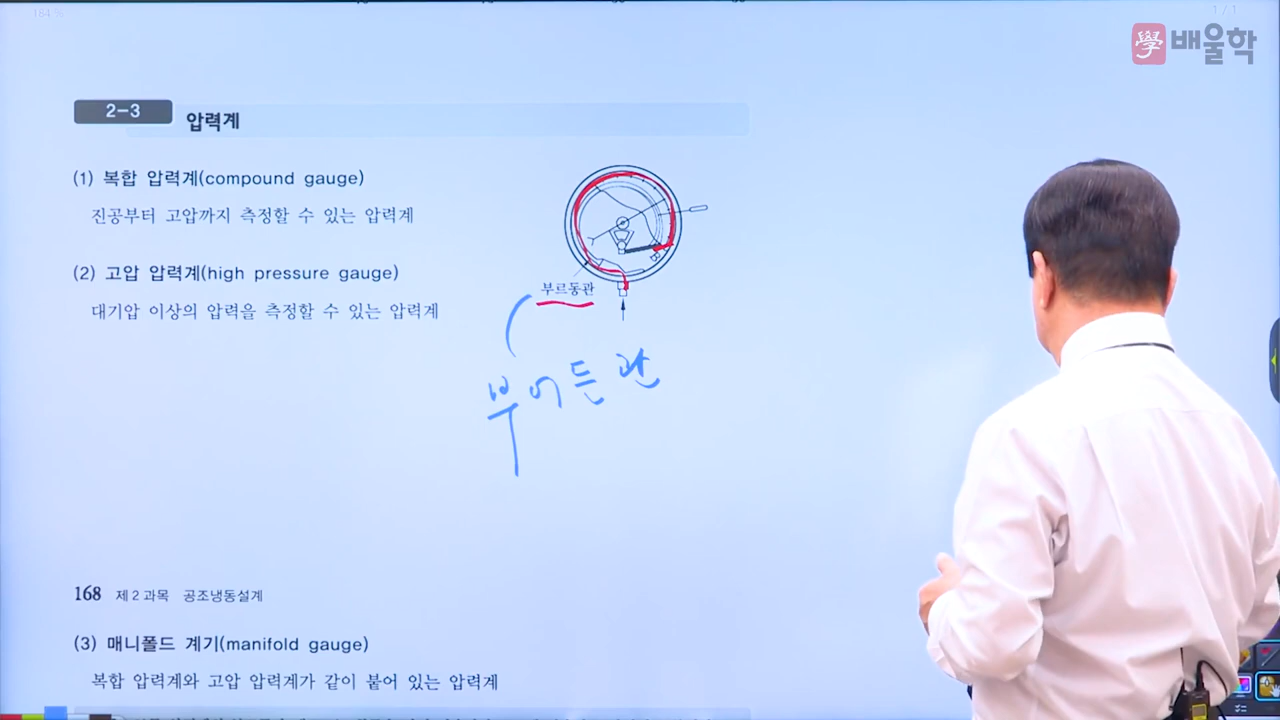 184 %
1 / 1
學 배울학
2-3 압력계
(1) 복합 압력계(compound gauge)
진공부터 고압까지 측정할 수 있는 압력계
(2) 고압 압력계(high pressure gauge)
대기압 이상의 압력을 측정할 수 있는 압력계
부르동관
부어든관
168 제 2 과목 공조냉동설계
(3) 매니폴드 계기(manifold gauge)
복합 압력계와 고압 압력계가 같이 붙어 있는 압력계